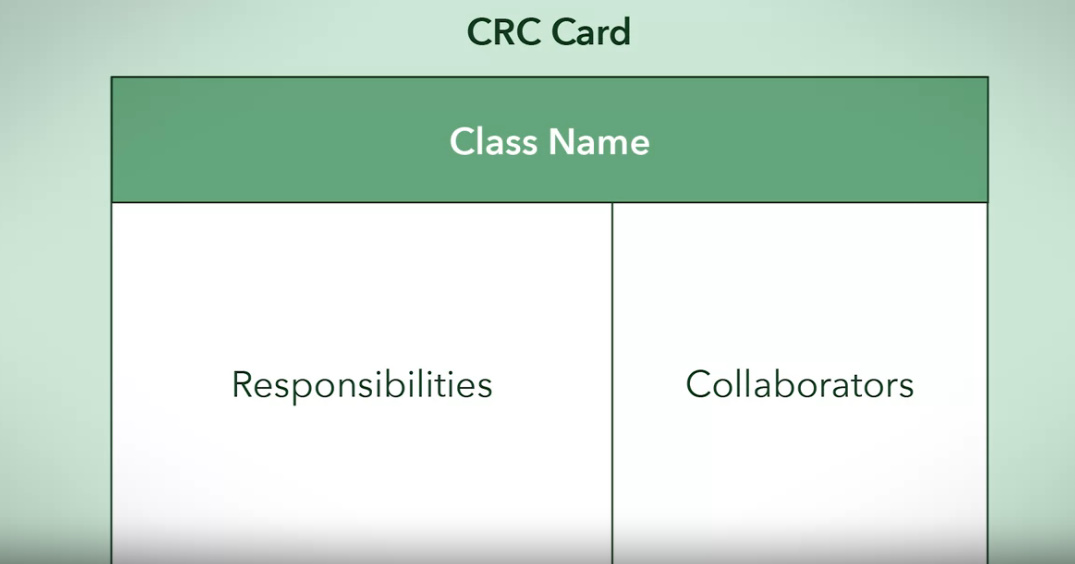 CRC Card
Class Name
Responsibilities
Collaborators